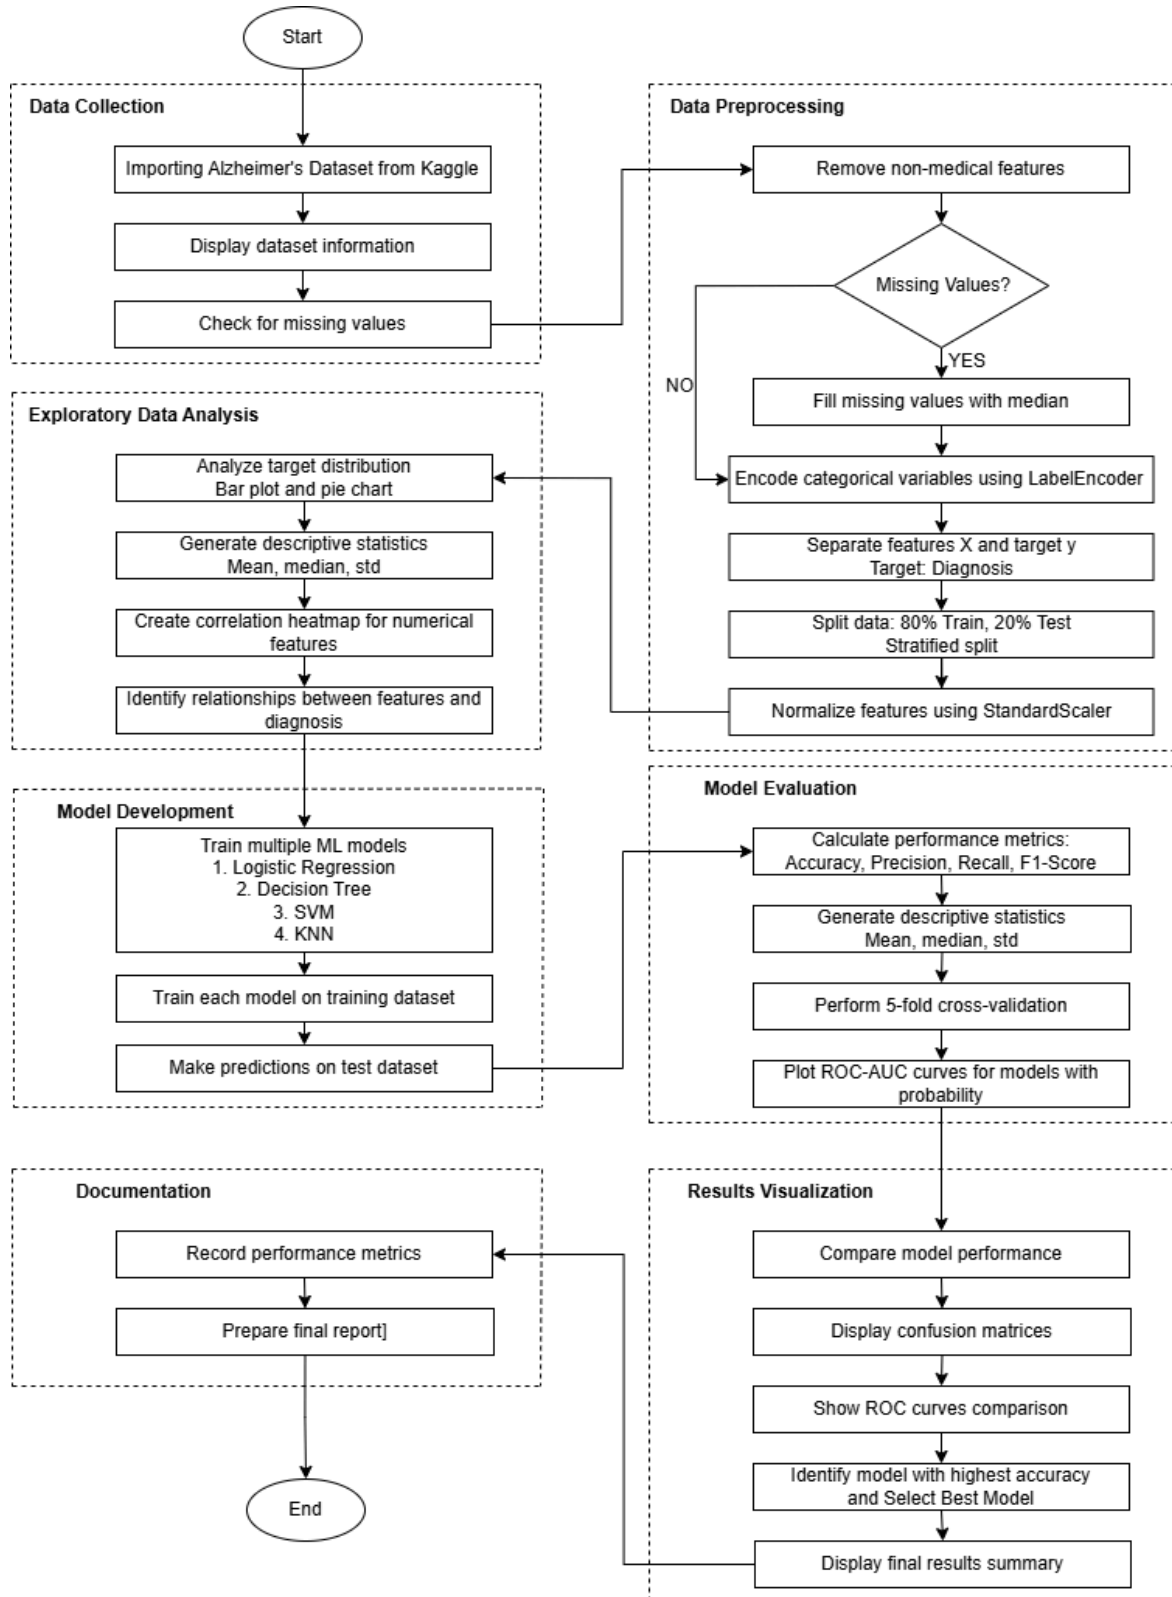 Start
Data Collection
Importing Alzheimer's Dataset from Kaggle
Display dataset information
Check for missing values
Data Preprocessing
Remove non-medical features
Missing Values?
YES
NO
Fill missing values with median
Encode categorical variables using LabelEncoder
Separate features X and target y
Target: Diagnosis
Split data: 80% Train, 20% Test
Stratified split
Normalize features using StandardScaler
Exploratory Data Analysis
Analyze target distribution
Bar plot and pie chart
Generate descriptive statistics
Mean, median, std
Create correlation heatmap for numerical
features
Identify relationships between features and
diagnosis
Model Development
Train multiple ML models
1. Logistic Regression
2. Decision Tree
3. SVM
4. KNN
Train each model on training dataset
Make predictions on test dataset
Model Evaluation
Calculate performance metrics:
Accuracy, Precision, Recall, F1-Score
Generate descriptive statistics
Mean, median, std
Perform 5-fold cross-validation
Plot ROC-AUC curves for models with
probability
Results Visualization
Compare model performance
Display confusion matrices
Show ROC curves comparison
Identify model with highest accuracy
and Select Best Model
Display final results summary
Documentation
Record performance metrics
Prepare final report]
End